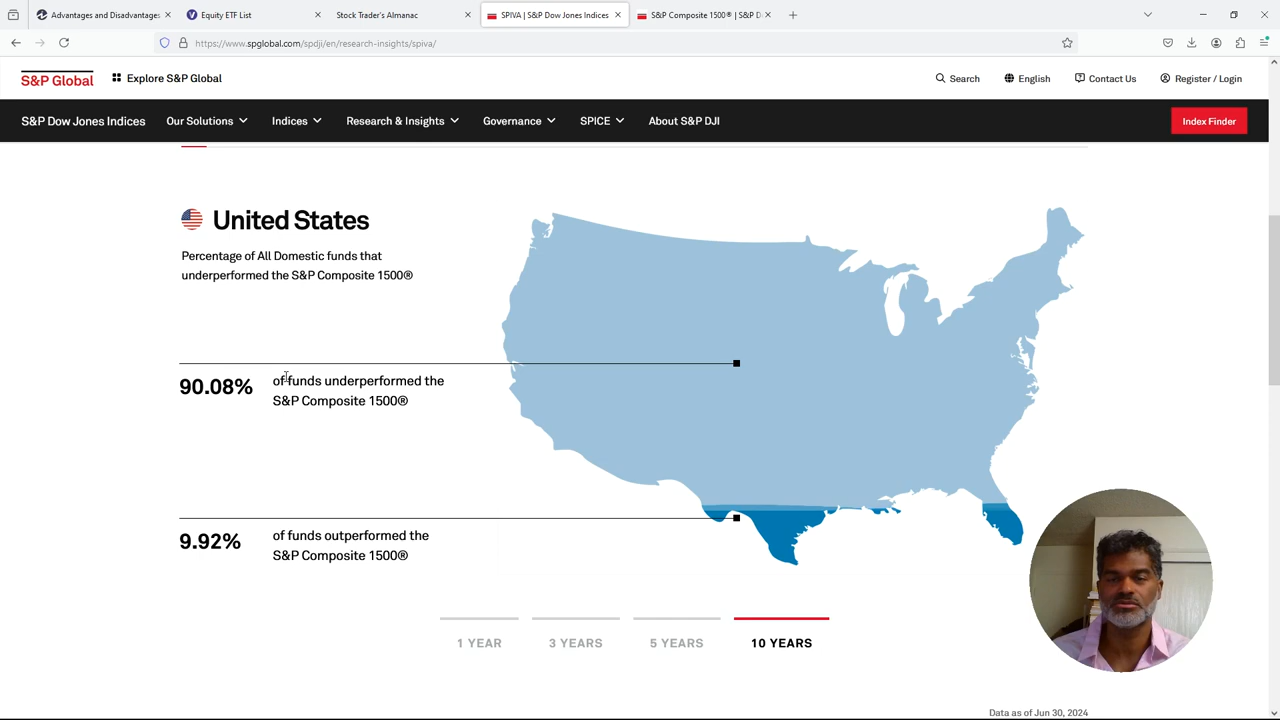 Advantages and Disadvantages
Equity ETF List
Stock Trader's Almanac
SPIVA | S&P Dow Jones Indices
S&P Composite 1500® | S&P D
https://www.spglobal.com/spdji/en/research-insights/spiva/
S&P Global
Explore S&P Global
Search
English
Contact Us
Register / Login
S&P Dow Jones Indices
Our Solutions
Indices
Research & Insights
Governance
SPICE
About S&P DJI
Index Finder
United States
Percentage of All Domestic funds that
underperformed the S&P Composite 1500®
90.08%
of funds underperformed the
S&P Composite 1500®
9.92%
of funds outperformed the
S&P Composite 1500®
1 YEAR
3 YEARS
5 YEARS
10 YEARS
Data as of Jun 30, 2024